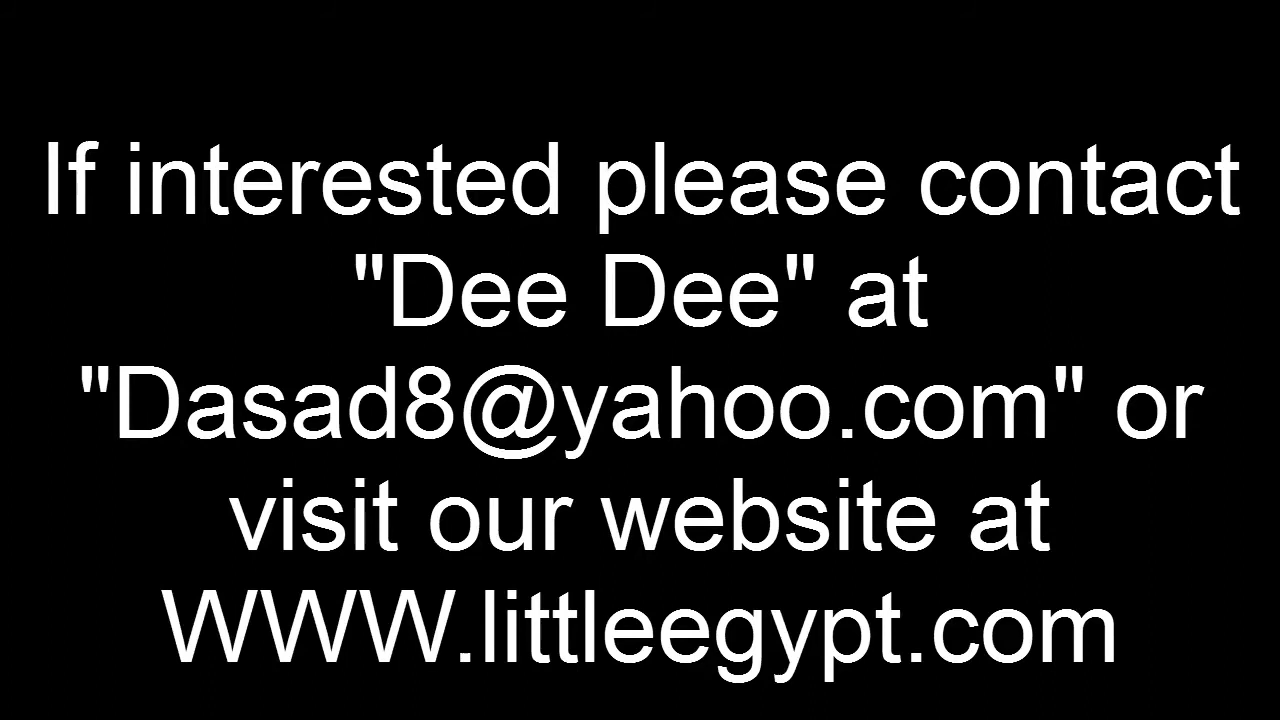 If interested please contact
"Dee Dee" at
"Dasad8@yahoo.com" or
visit our website at
WWW.littleegypt.com